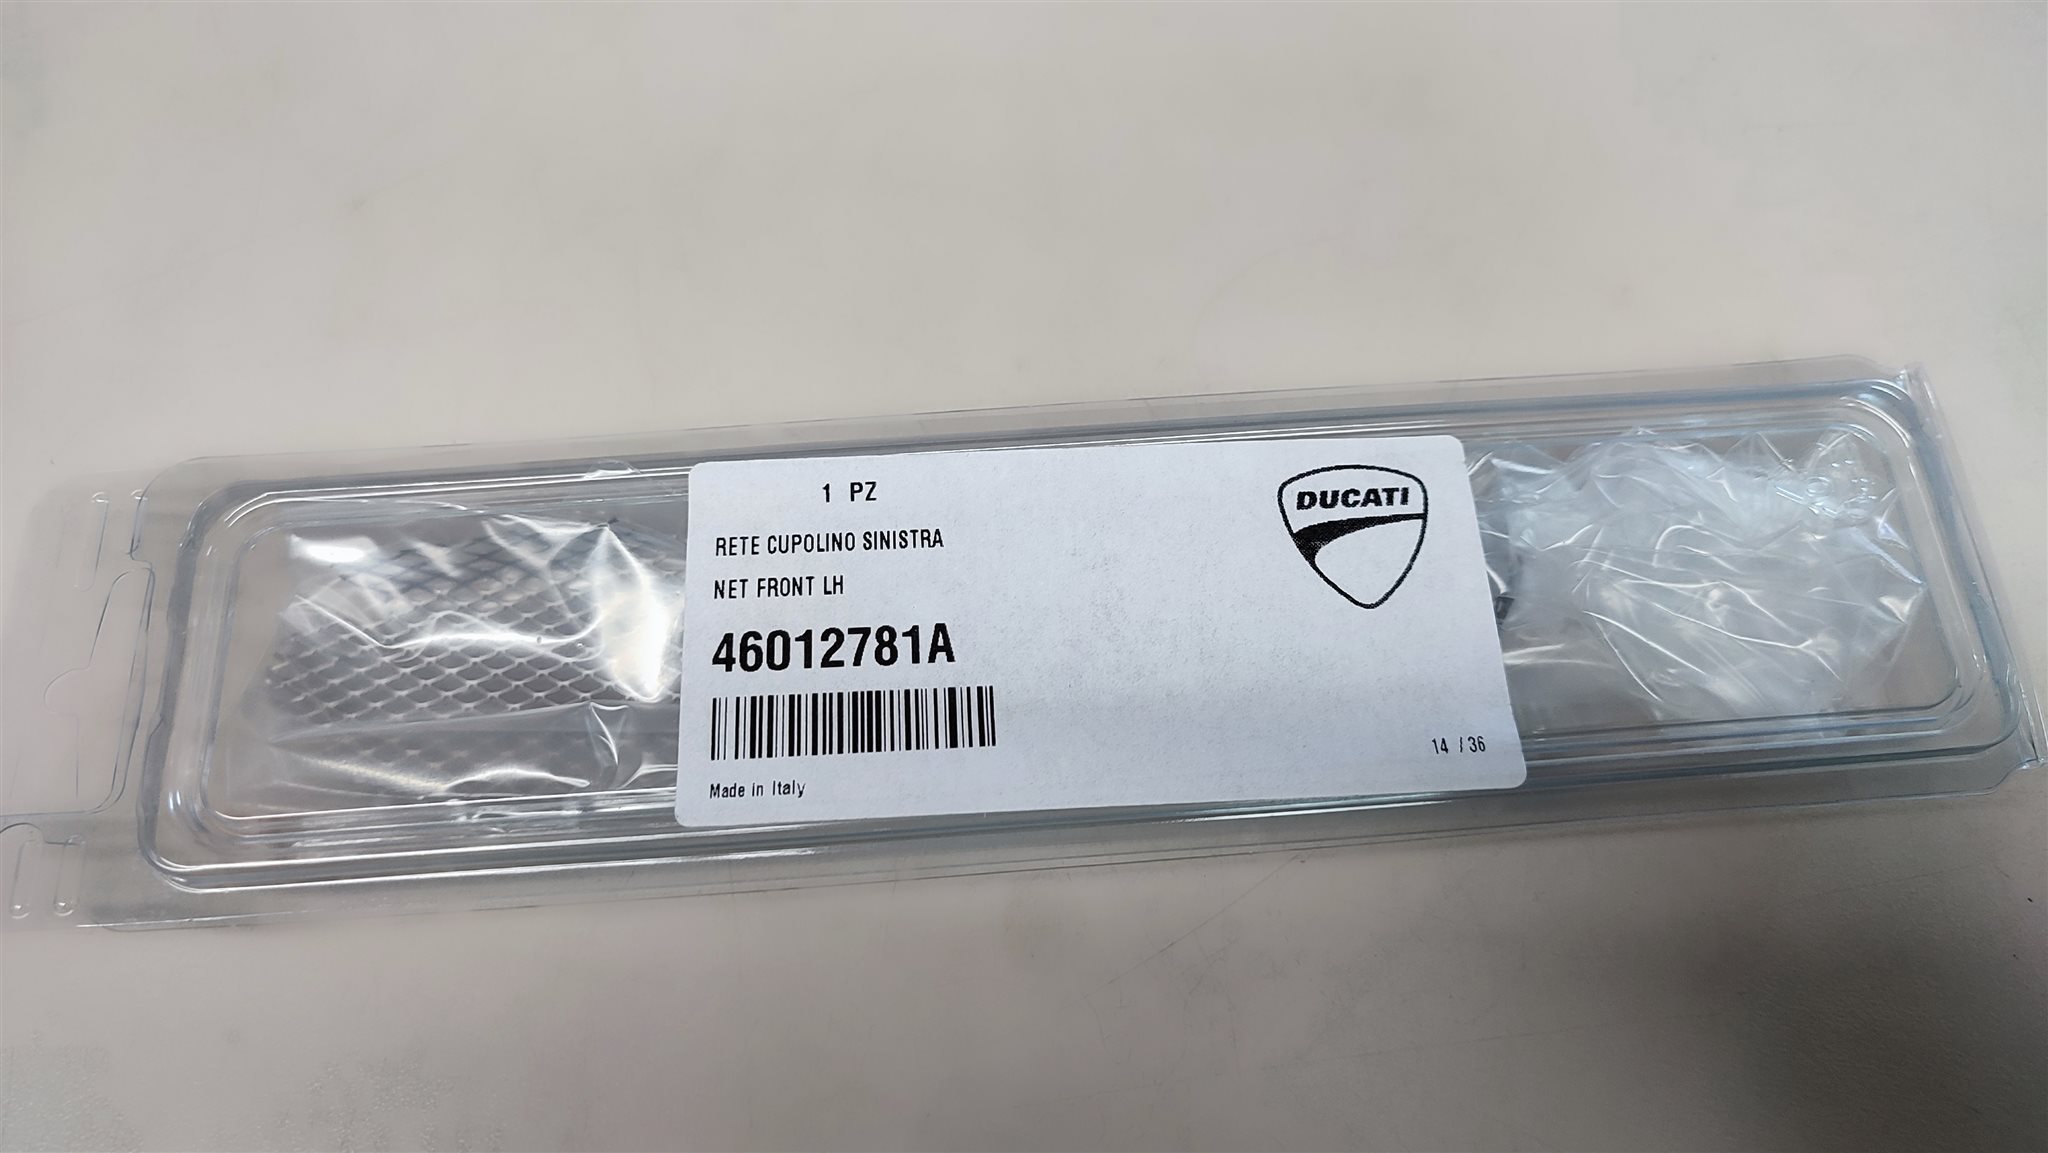 1 PZ
DUCATI
RETE CUPOLINO SINISTRA
NET FRONT LH
46012781A
14 / 36
Made in Italy